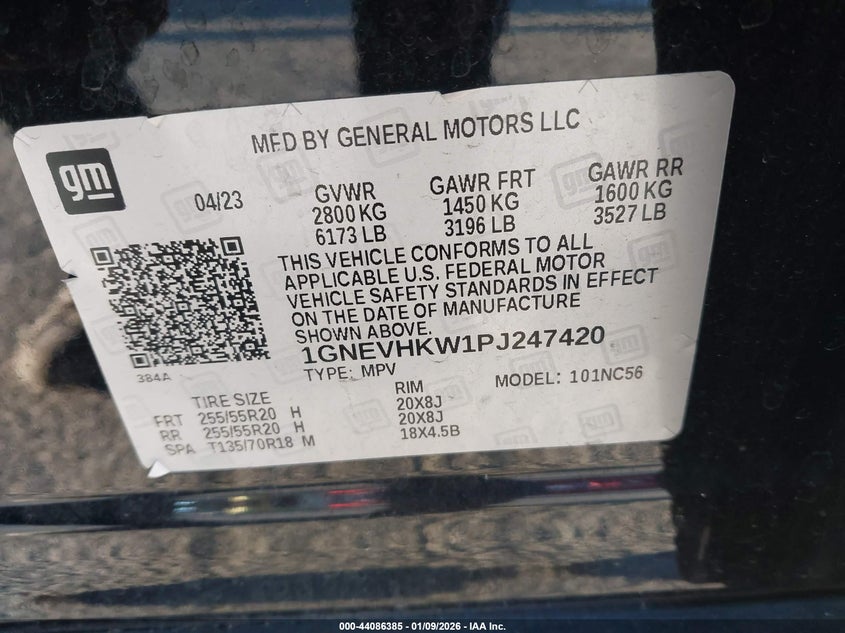 MFD BY GENERAL MOTORS LLC
gm
04/23
GVWR GAWR FRT GAWR RR
2800 KG 1450 KG 1600 KG
6173 LB 3196 LB 3527 LB
THIS VEHICLE CONFORMS TO ALL
APPLICABLE U.S. FEDERAL MOTOR
VEHICLE SAFETY STANDARDS IN EFFECT
ON THE DATE OF MANUFACTURE
SHOWN ABOVE.
1GNEVHKW1PJ247420
384A
TYPE: MPV MODEL: 101NC56
TIRE SIZE RIM
FRT 255/55R20 H 20X8J
RR 255/55R20 H 20X8J
SPA T135/70R18 M 18X4.5B
000-44086385 - 01/09/2026 - IAA Inc.